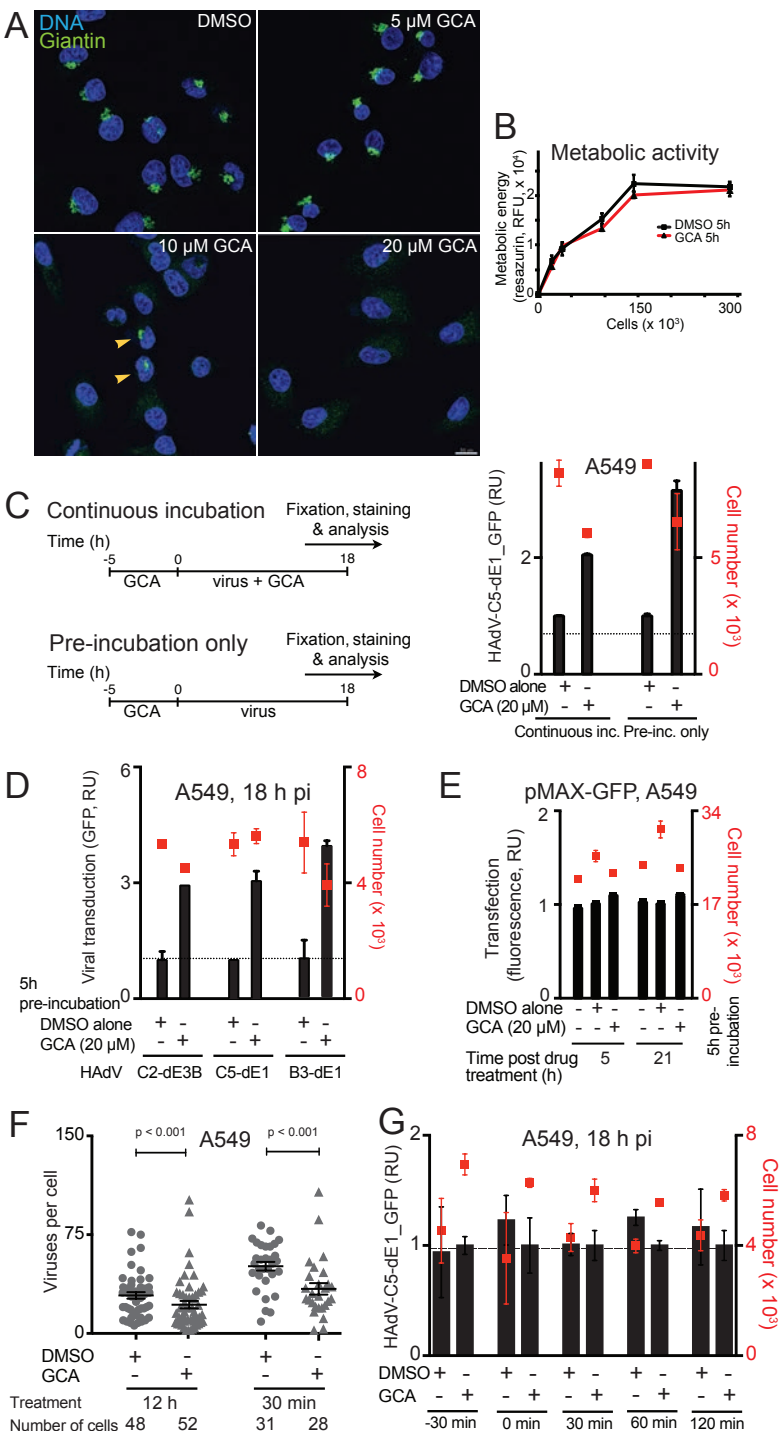 A
DNA
Giantin
DMSO
5 µM GCA
10 µM GCA
20 µM GCA
B
Metabolic activity
Metabolic energy
(resazurin, RFU, x 10⁴)
2
1
0
DMSO 5h
GCA 5h
0
150
300
Cells (x 10³)
C
Continuous incubation
Fixation, staining
& analysis
Time (h)
-5
0
18
GCA
virus + GCA
Pre-incubation only
Fixation, staining
& analysis
Time (h)
-5
0
18
GCA
virus
A549
HAdV-C5-dE1_GFP (RU)
2
0
Cell number (x 10³)
5
0
DMSO alone + - + -
GCA (20 µM) - + - +
Continuous inc. Pre-inc. only
D
A549, 18 h pi
Viral transduction (GFP, RU)
6
3
0
Cell number (x 10³)
8
4
0
5h
pre-incubation
DMSO alone + - + - + -
GCA (20 µM) - + - + - +
HAdV C2-dE3B C5-dE1 B3-dE1
E
pMAX-GFP, A549
Transfection
(fluorescence, RU)
2
1
0
Cell number (x 10³)
34
17
0
DMSO alone - + - - + -
GCA (20 µM) - - + - - +
Time post drug
treatment (h)
5
21
5h pre-
incubation
F
A549
p < 0.001
p < 0.001
Viruses per cell
150
75
0
DMSO + - + -
GCA - + - +
Treatment 12 h 30 min
Number of cells 48 52 31 28
G
A549, 18 h pi
HAdV-C5-dE1_GFP (RU)
2
1
0
Cell number (x 10³)
8
4
0
DMSO + - + - + - + - + -
GCA - + - + - + - + - +
-30 min 0 min 30 min 60 min 120 min